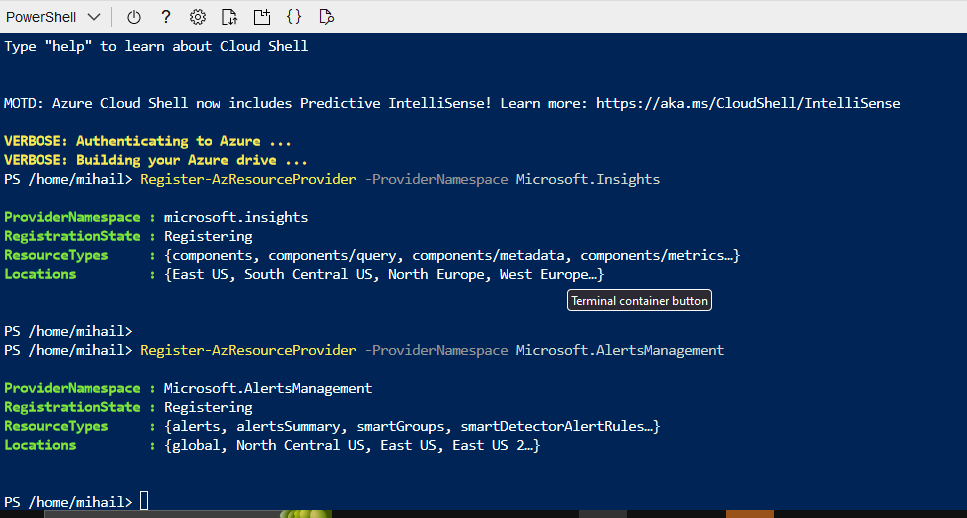 PowerShell
?
{}
Type "help" to learn about Cloud Shell
MOTD: Azure Cloud Shell now includes Predictive IntelliSense! Learn more: https://aka.ms/CloudShell/IntelliSense
VERBOSE: Authenticating to Azure ...
VERBOSE: Building your Azure drive ...
PS /home/mihail> Register-AzResourceProvider -ProviderNamespace Microsoft.Insights
ProviderNamespace : microsoft.insights
RegistrationState : Registering
ResourceTypes     : {components, components/query, components/metadata, components/metrics…}
Locations         : {East US, South Central US, North Europe, West Europe…}
Terminal container button
PS /home/mihail>
PS /home/mihail> Register-AzResourceProvider -ProviderNamespace Microsoft.AlertsManagement
ProviderNamespace : Microsoft.AlertsManagement
RegistrationState : Registering
ResourceTypes     : {alerts, alertsSummary, smartGroups, smartDetectorAlertRules…}
Locations         : {global, North Central US, East US, East US 2…}
PS /home/mihail>